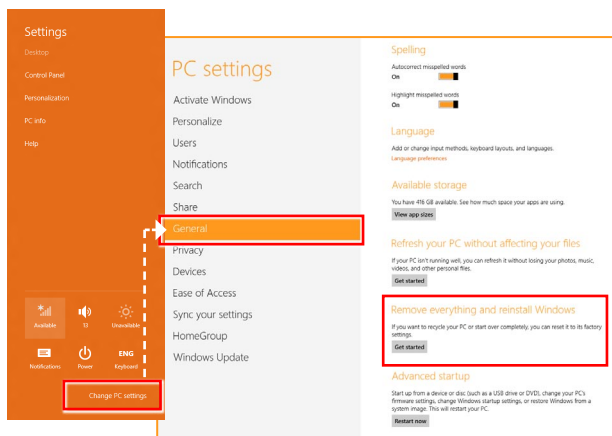 Settings
Desktop
Control Panel
Personalization
PC info
Help
Available
12
Unavailable
Notifications
Power
ENG
Keyboard
Change PC settings
PC settings
Activate Windows
Personalize
Users
Notifications
Search
Share
General
Privacy
Devices
Ease of Access
Sync your settings
HomeGroup
Windows Update
Spelling
Autocorrect misspelled words
On
Highlight misspelled words
On
Language
Add or change input methods, keyboard layouts, and languages.
Language preferences
Available storage
You have 416 GB available. See how much space your apps are using.
View app sizes
Refresh your PC without affecting your files
If your PC isn't running well, you can refresh it without losing your photos, music,
videos, and other personal files.
Get started
Remove everything and reinstall Windows
If you want to recycle your PC or start over completely, you can reset it to its factory
settings.
Get started
Advanced startup
Start up from a device or disc (such as a USB drive or DVD), change your PC's
firmware settings, change Windows startup settings, or restore Windows from a
system image. This will restart your PC.
Restart now